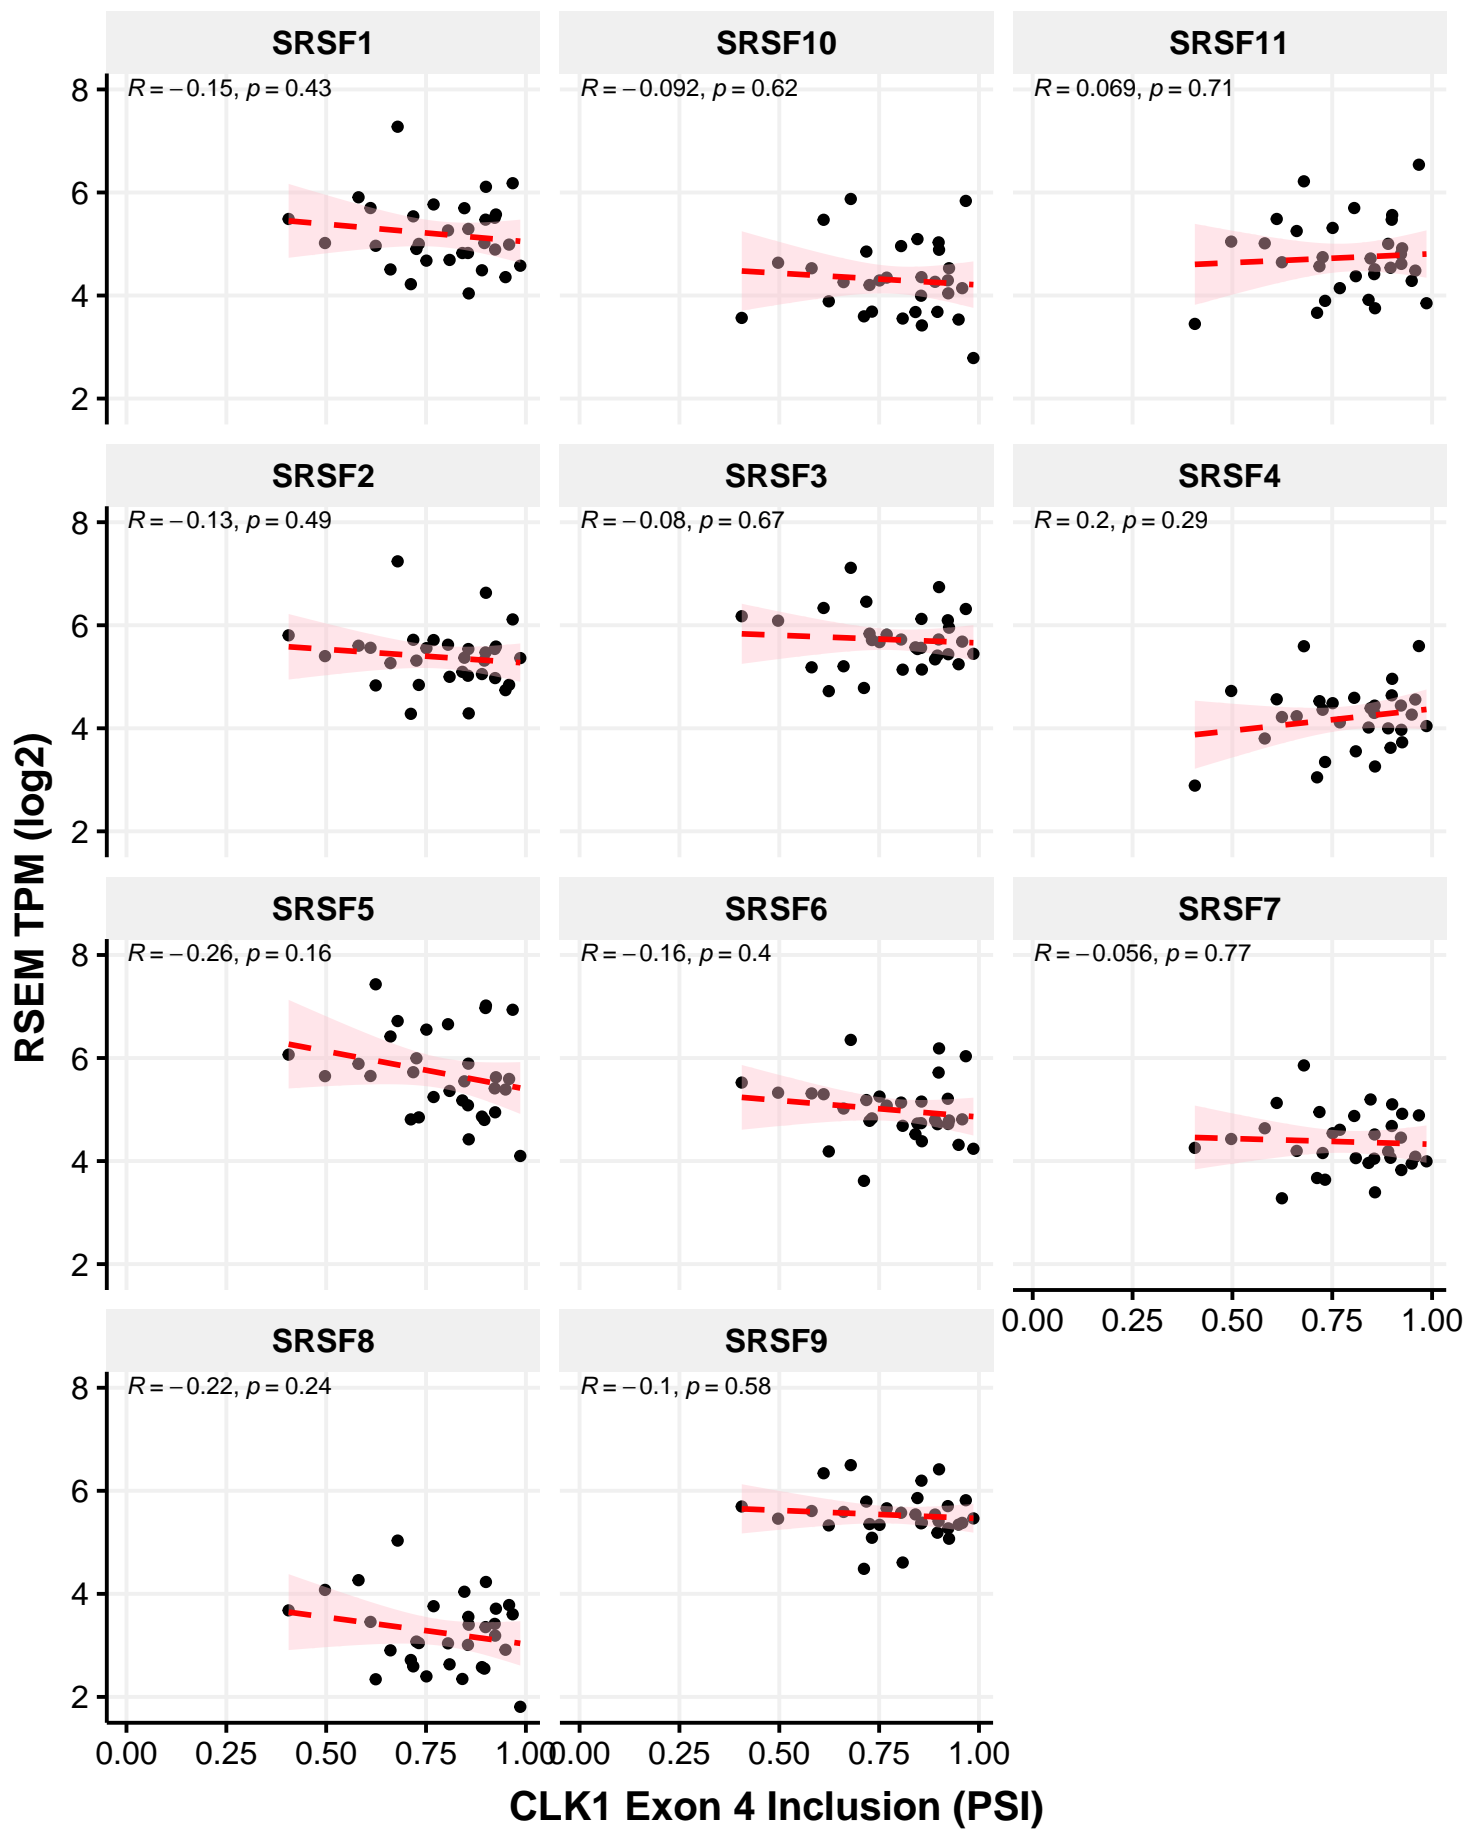 SRSF1 SRSF10 SRSF11
R = −0.15, p = 0.43 R = −0.092, p = 0.62 R = 0.069, p = 0.71
8
6
4
2
SRSF2 SRSF3 SRSF4
R = −0.13, p = 0.49 R = −0.08, p = 0.67 R = 0.2, p = 0.29
8
6
4
2
RSEM TPM (log2)
SRSF5 SRSF6 SRSF7
R = −0.26, p = 0.16 R = −0.16, p = 0.4 R = −0.056, p = 0.77
8
6
4
2
0.00 0.25 0.50 0.75 1.00
SRSF8 SRSF9
R = −0.22, p = 0.24 R = −0.1, p = 0.58
8
6
4
2
0.00 0.25 0.50 0.75 1.00 0.00 0.25 0.50 0.75 1.00
CLK1 Exon 4 Inclusion (PSI)